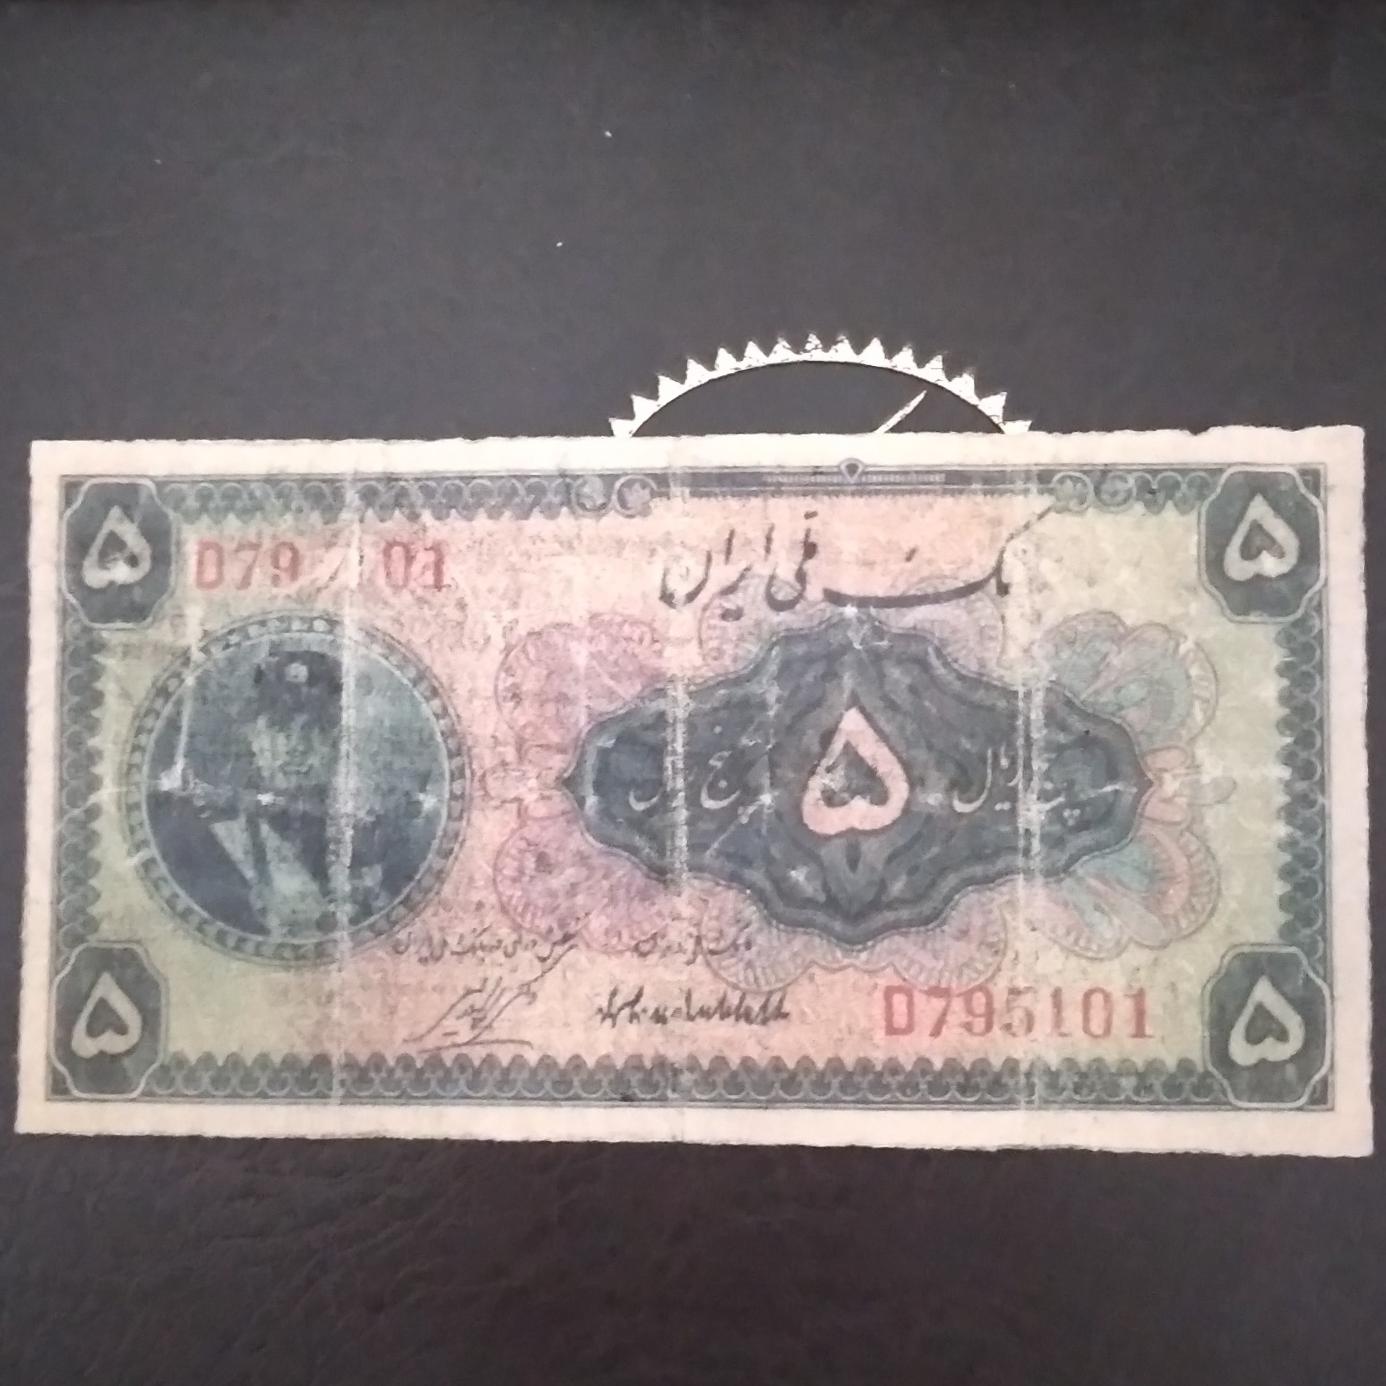 ۵ ۵
D79 01
بانک ملی ایران
پنج ریال ۵ پنج ریال
D795101
۵ ۵